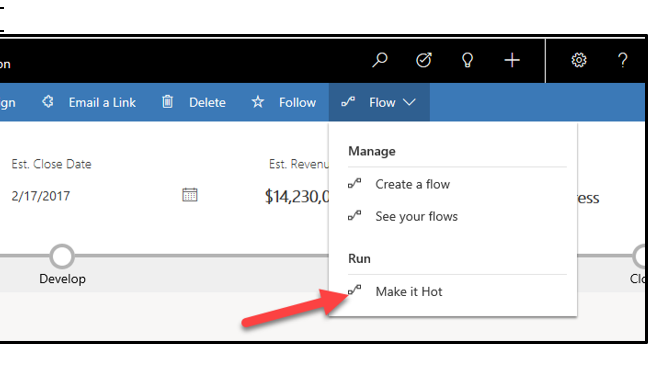 on
gn Email a Link Delete Follow Flow
Est. Close Date Est. Revenu
2/17/2017 $14,230,0
Manage
Create a flow
See your flows
Run
Make it Hot
ess
Develop
Clo
?